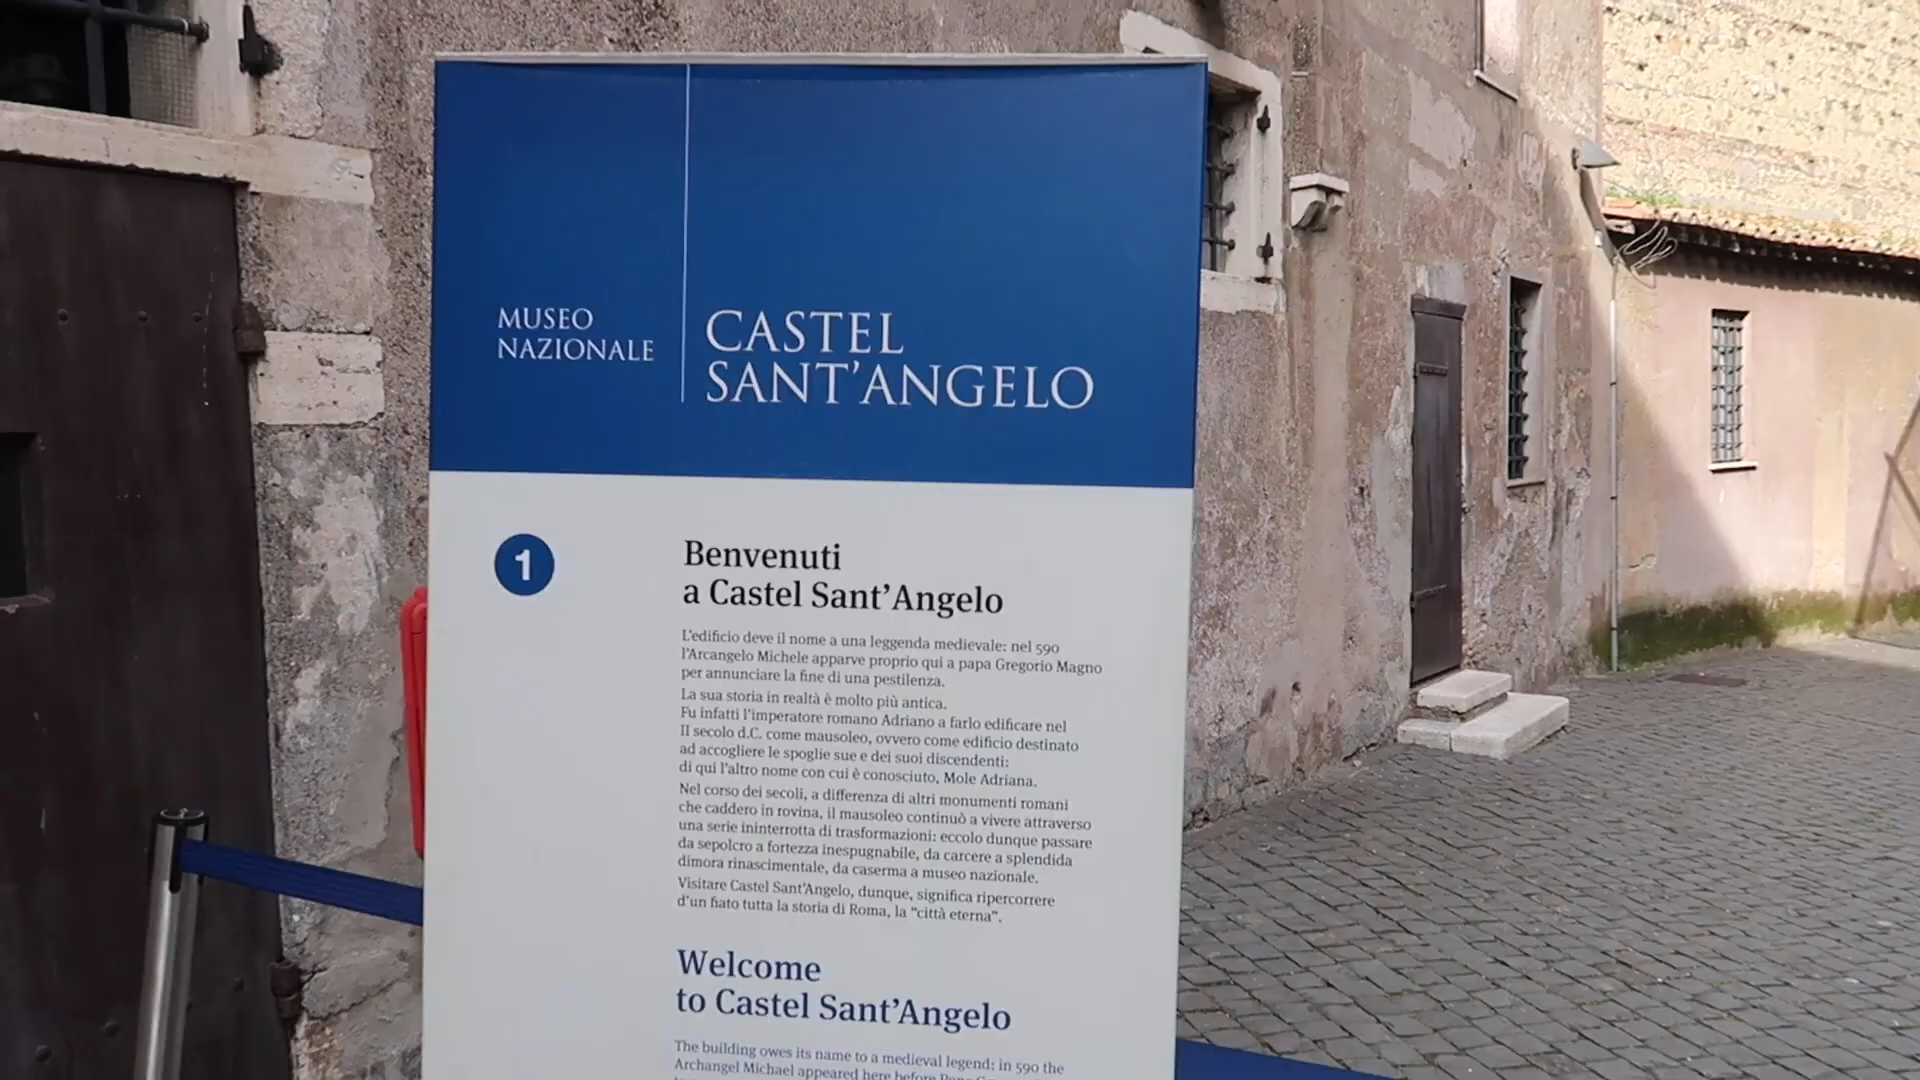 MUSEO
NAZIONALE
CASTEL
SANT'ANGELO
1
Benvenuti
a Castel Sant'Angelo
L'edificio deve il nome a una leggenda medievale: nel 590
l'Arcangelo Michele apparve proprio qui a papa Gregorio Magno
per annunciare la fine di una pestilenza.
La sua storia in realtà è molto più antica.
Fu infatti l'imperatore romano Adriano a farlo edificare nel
II secolo d.C. come mausoleo, ovvero come edificio destinato
ad accogliere le spoglie sue e dei suoi discendenti:
di qui l'altro nome con cui è conosciuto, Mole Adriana.
Nel corso dei secoli, a differenza di altri monumenti romani
che caddero in rovina, il mausoleo continuò a vivere attraverso
una serie ininterrotta di trasformazioni: eccolo dunque passare
da sepolcro a fortezza inespugnabile, da carcere a splendida
dimora rinascimentale, da caserma a museo nazionale.
Visitare Castel Sant'Angelo, dunque, significa ripercorrere
d'un fiato tutta la storia di Roma, la "città eterna".
Welcome
to Castel Sant'Angelo
The building owes its name to a medieval legend: in 590 the
Archangel Michael appeared here before Pope